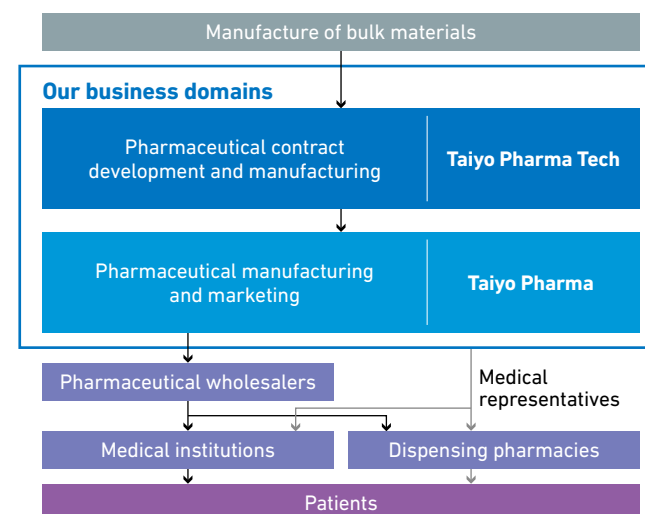 Manufacture of bulk materials
Our business domains
Pharmaceutical contract
development and manufacturing
Taiyo Pharma Tech
Pharmaceutical manufacturing
and marketing
Taiyo Pharma
Pharmaceutical wholesalers
Medical
representatives
Medical institutions
Dispensing pharmacies
Patients